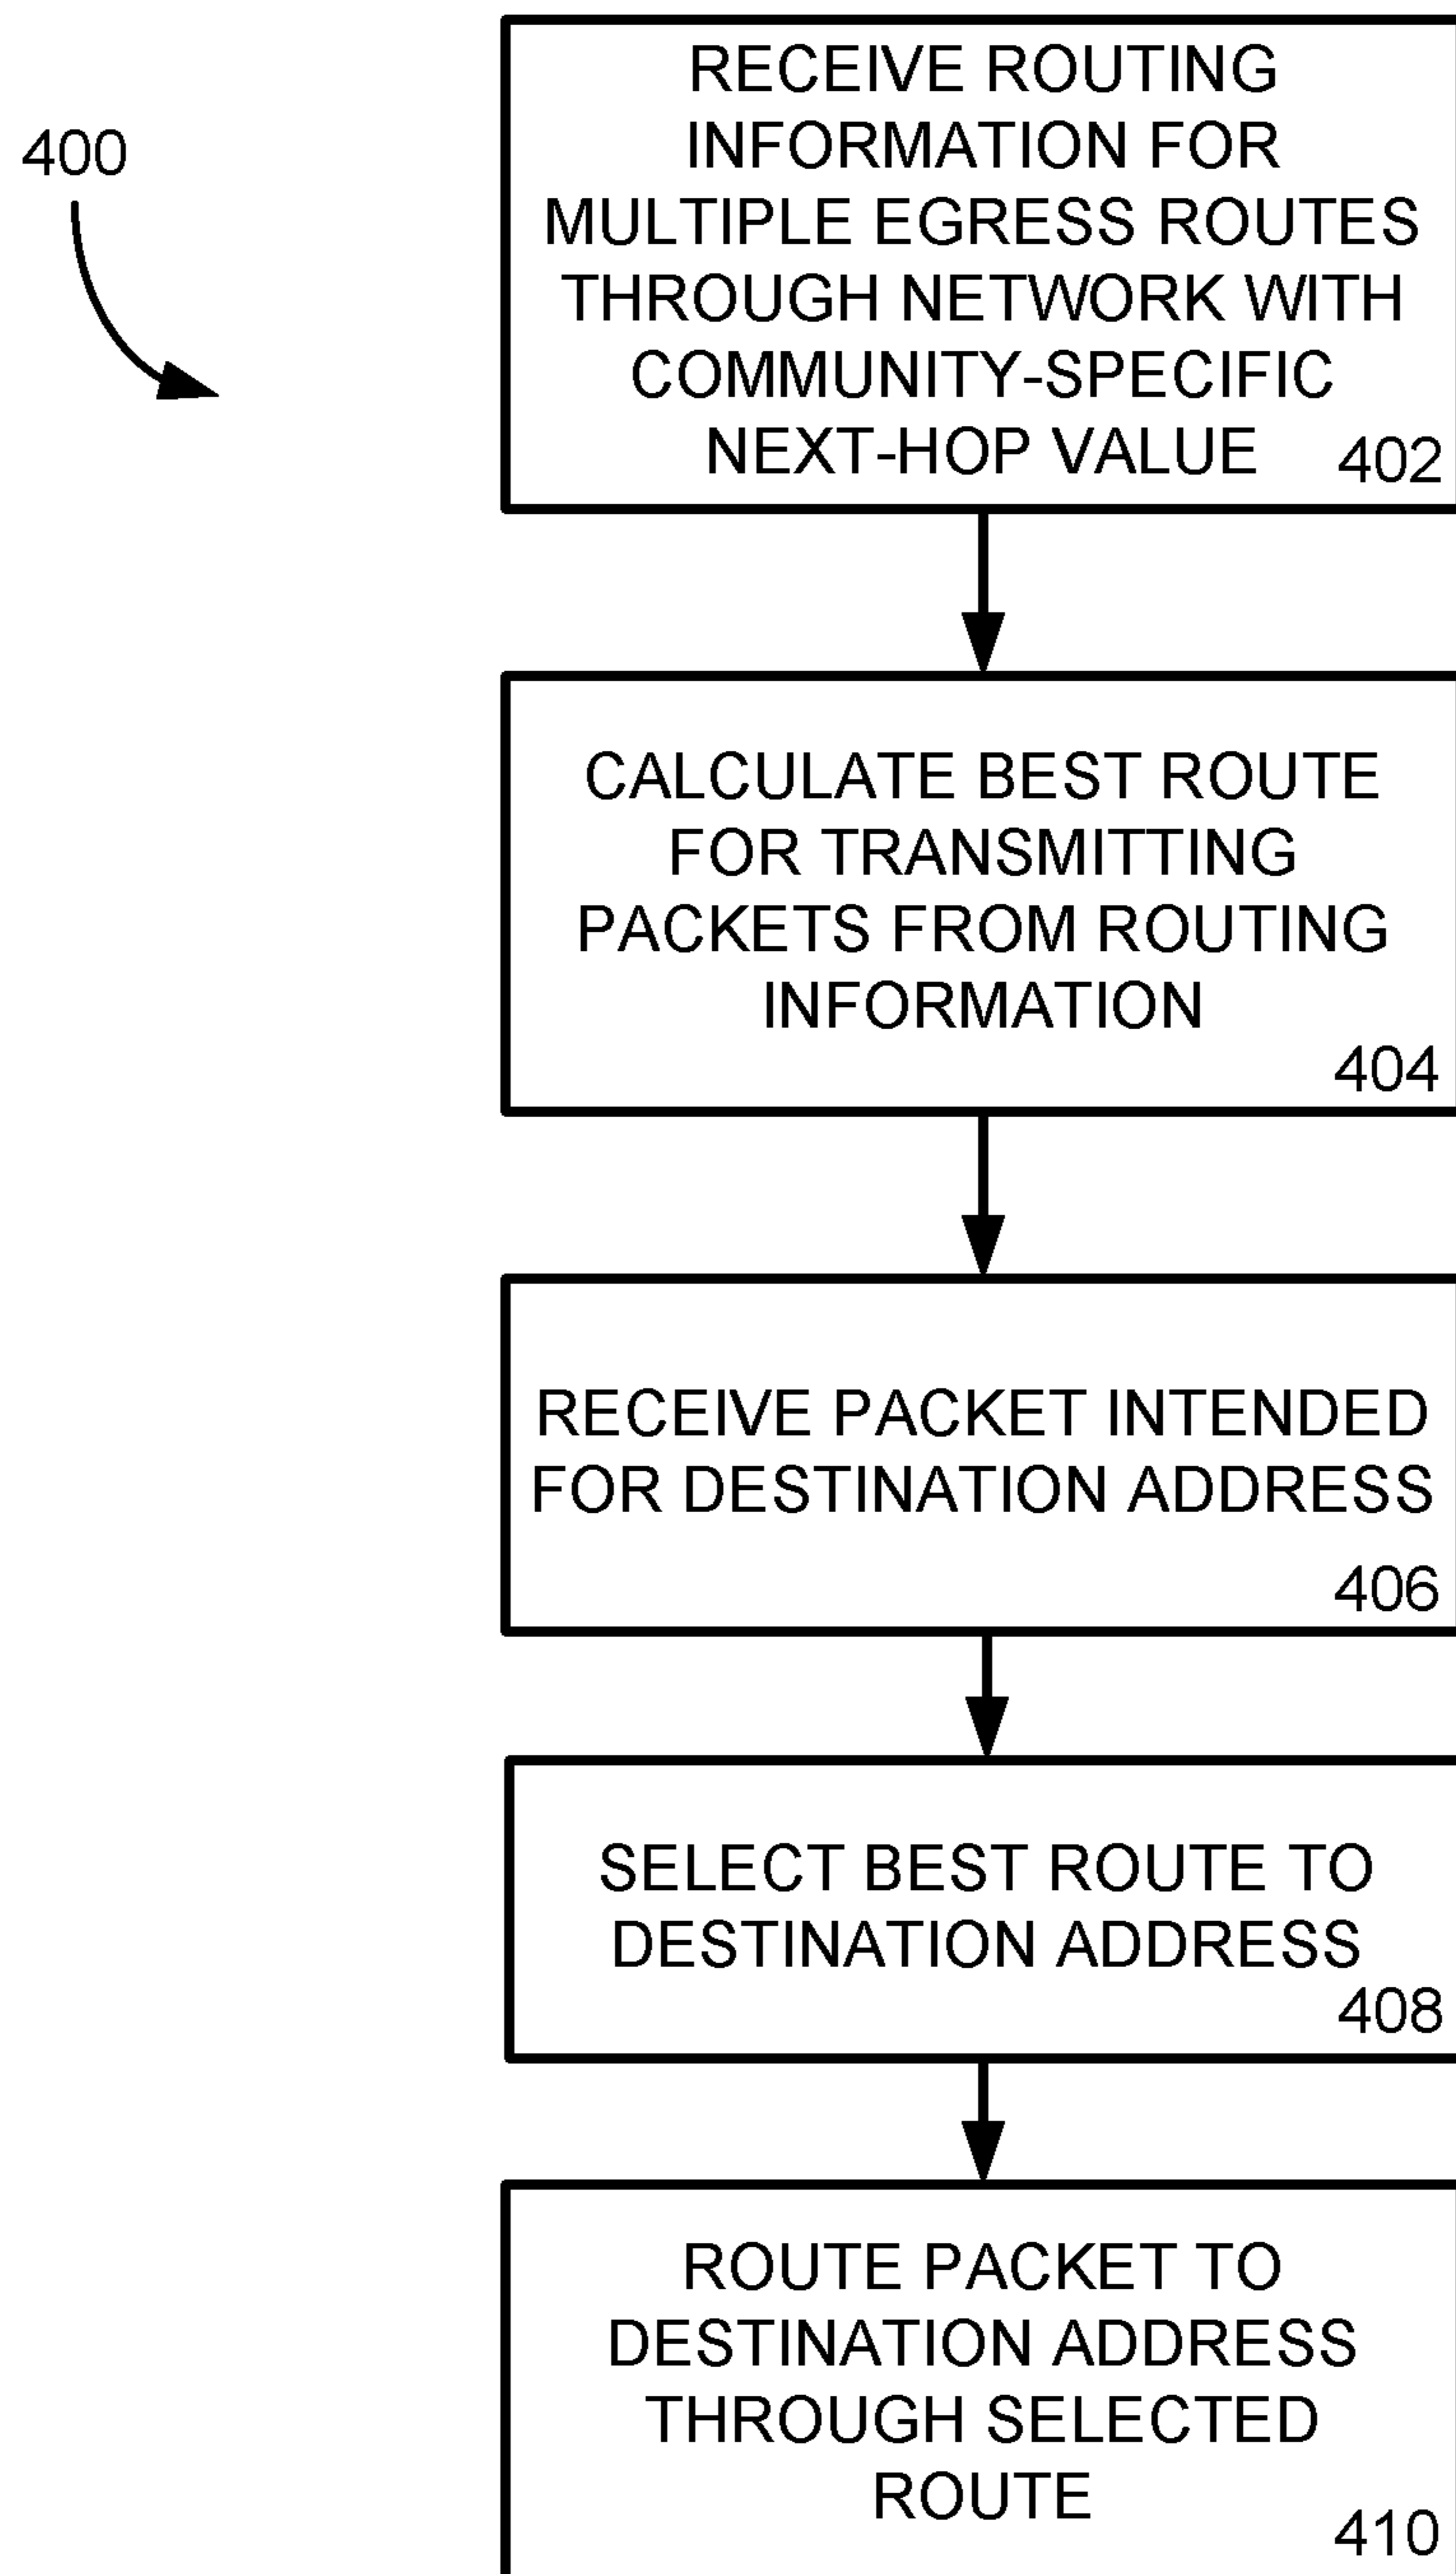 400
RECEIVE ROUTING
INFORMATION FOR
MULTIPLE EGRESS ROUTES
THROUGH NETWORK WITH
COMMUNITY-SPECIFIC
NEXT-HOP VALUE 402
CALCULATE BEST ROUTE
FOR TRANSMITTING
PACKETS FROM ROUTING
INFORMATION
404
RECEIVE PACKET INTENDED
FOR DESTINATION ADDRESS
406
SELECT BEST ROUTE TO
DESTINATION ADDRESS
408
ROUTE PACKET TO
DESTINATION ADDRESS
THROUGH SELECTED
ROUTE
410